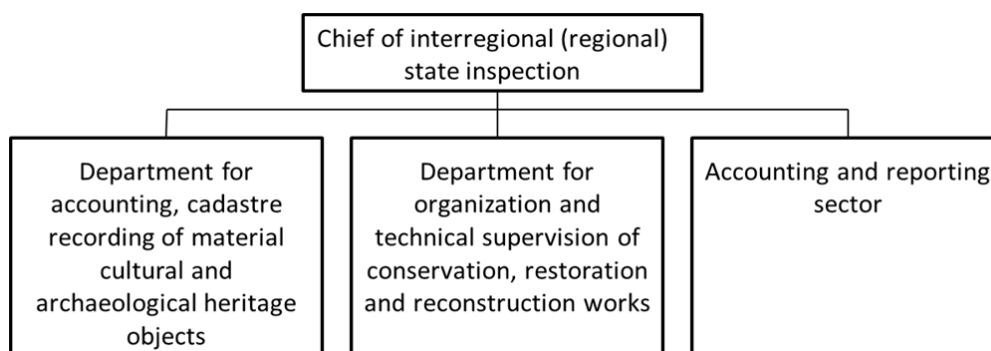 Chief of interregional (regional)
state inspection
Department for
accounting, cadastre
recording of material
cultural and
archaeological heritage
objects
Department for
organization and
technical supervision of
conservation, restoration
and reconstruction works
Accounting and reporting
sector